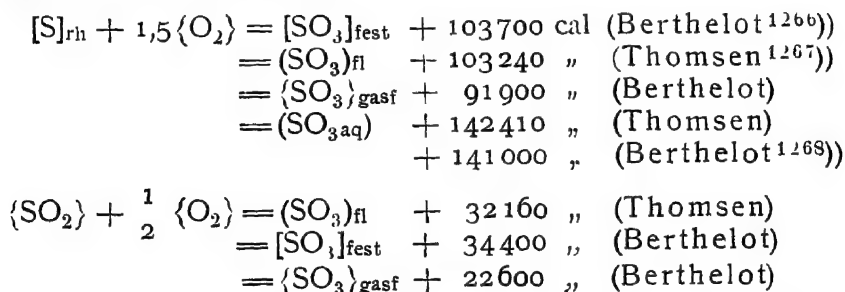 [S]rh + 1,5{O₂} = [SO₃]fest + 103700 cal (Berthelot¹²⁶⁶))
= (SO₃)fl + 103240 „ (Thomsen¹²⁶⁷))
= {SO₃}gasf + 91900 „ (Berthelot)
= (SO₃aq) + 142410 „ (Thomsen)
+ 141000 „ (Berthelot¹²⁶⁸))
{SO₂} + 1/2 {O₂} = (SO₃)fl + 32160 „ (Thomsen)
= [SO₃]fest + 34400 „ (Berthelot)
= {SO₃}gasf + 22600 „ (Berthelot)